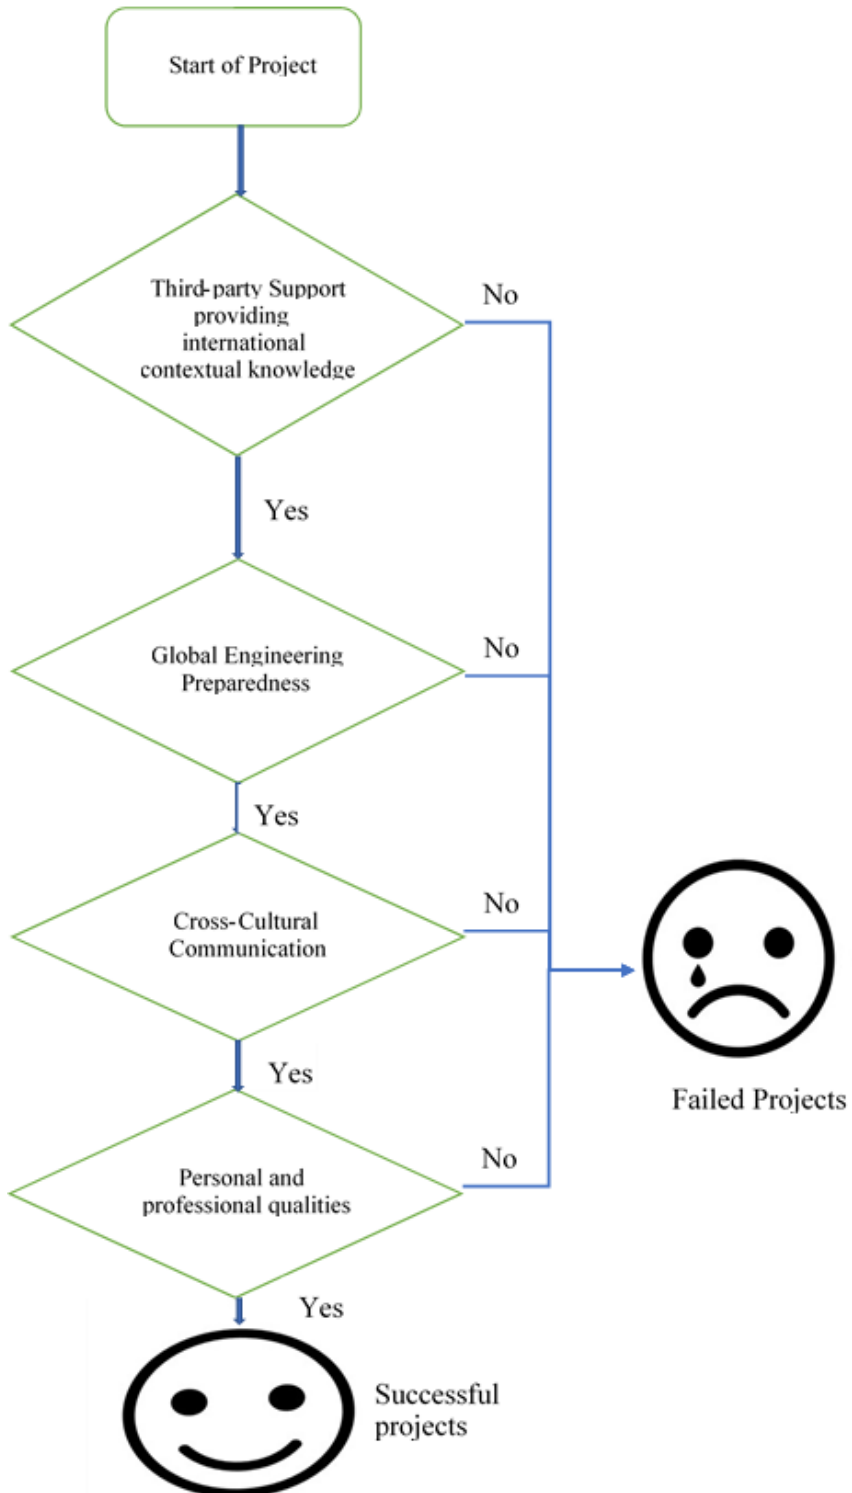 Start of Project
Third-party Support
providing
international
contextual knowledge
No
Yes
Global Engineering
Preparedness
No
Yes
Cross-Cultural
Communication
No
Yes
Failed Projects
Personal and
professional qualities
No
Yes
Successful
projects